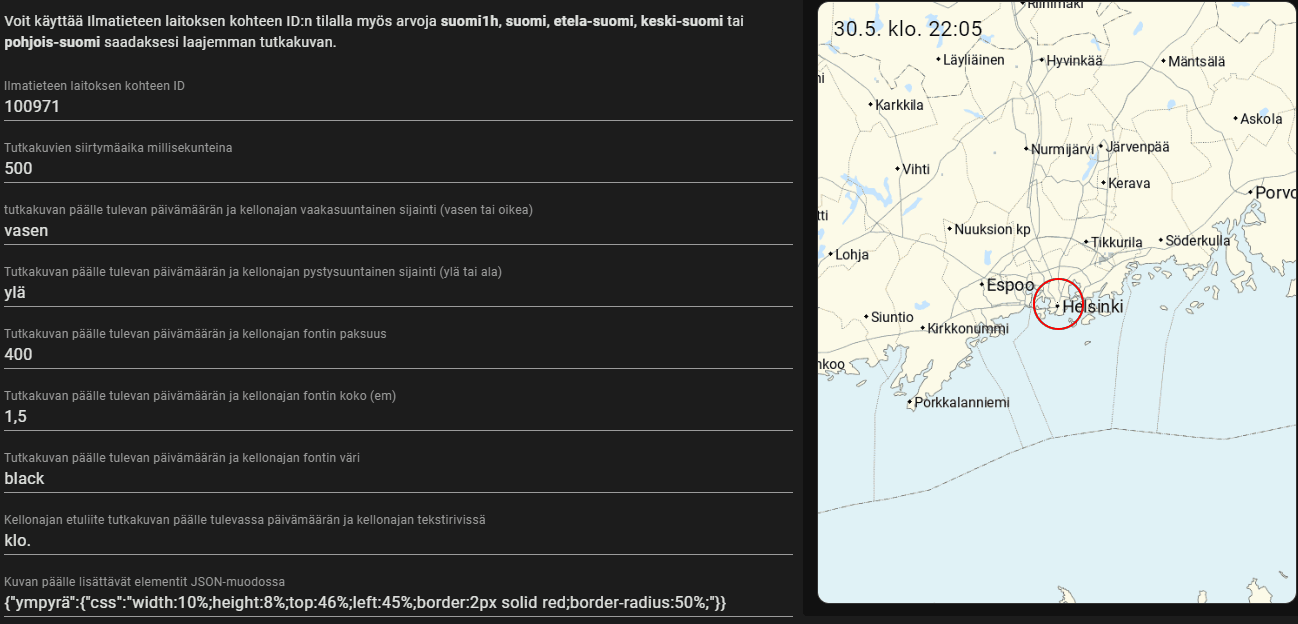 Voit käyttää Ilmatieteen laitoksen kohteen ID:n tilalla myös arvoja suomi1h, suomi, etela-suomi, keski-suomi tai
pohjois-suomi saadaksesi laajemman tutkakuvan.
Ilmatieteen laitoksen kohteen ID
100971
Tutkakuvien siirtymäaika millisekunteina
500
tutkakuvan päälle tulevan päivämäärän ja kellonajan vaakasuuntainen sijainti (vasen tai oikea)
vasen
Tutkakuvan päälle tulevan päivämäärän ja kellonajan pystysuuntainen sijainti (ylä tai ala)
ylä
Tutkakuvan päälle tulevan päivämäärän ja kellonajan fontin paksuus
400
Tutkakuvan päälle tulevan päivämäärän ja kellonajan fontin koko (em)
1,5
Tutkakuvan päälle tulevan päivämäärän ja kellonajan fontin väri
black
Kellonajan etuliite tutkakuvan päälle tulevassa päivämäärän ja kellonajan tekstirivissä
klo.
Kuvan päälle lisättävät elementit JSON-muodossa
{"ympyrä":{"css":"width:10%;height:8%;top:46%;left:45%;border:2px solid red;border-radius:50%;"}}
Riihimäki
30.5. klo. 22:05
Läyliäinen
Hyvinkää
Mäntsälä
ni
Karkkila
Askola
Nurmijärvi
Järvenpää
Vihti
Kerava
Porvo
tti
Nuuksion kp
Tikkurila
Söderkulla
Lohja
Espoo
Helsinki
Siuntio
Kirkkonummi
nkoo
Porkkalanniemi